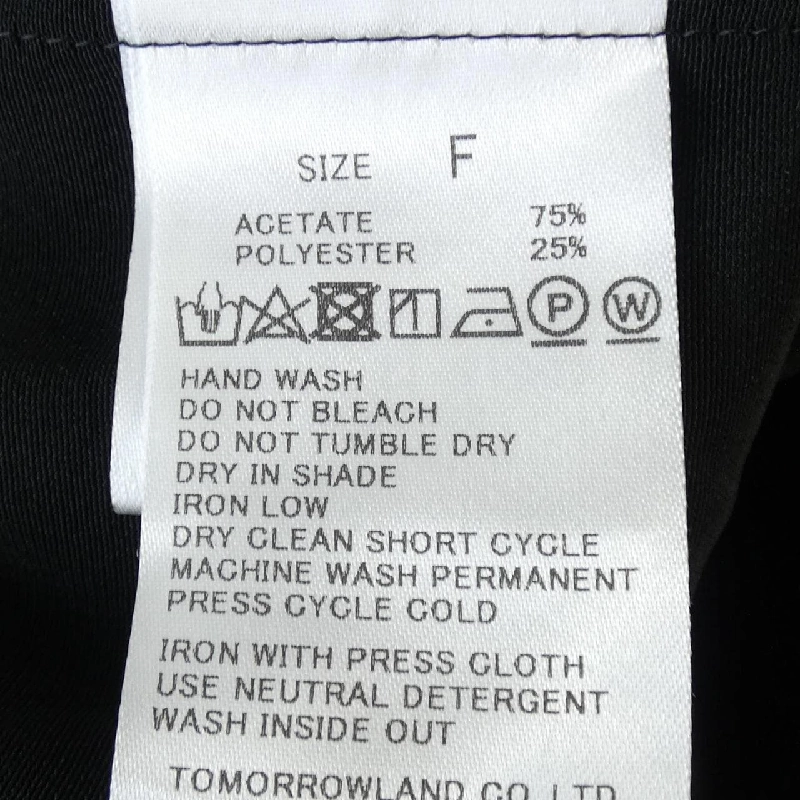 SIZE F
ACETATE 75%
POLYESTER 25%
P W
HAND WASH
DO NOT BLEACH
DO NOT TUMBLE DRY
DRY IN SHADE
IRON LOW
DRY CLEAN SHORT CYCLE
MACHINE WASH PERMANENT
PRESS CYCLE COLD
IRON WITH PRESS CLOTH
USE NEUTRAL DETERGENT
WASH INSIDE OUT
TOMORROWLAND CO.,LTD.